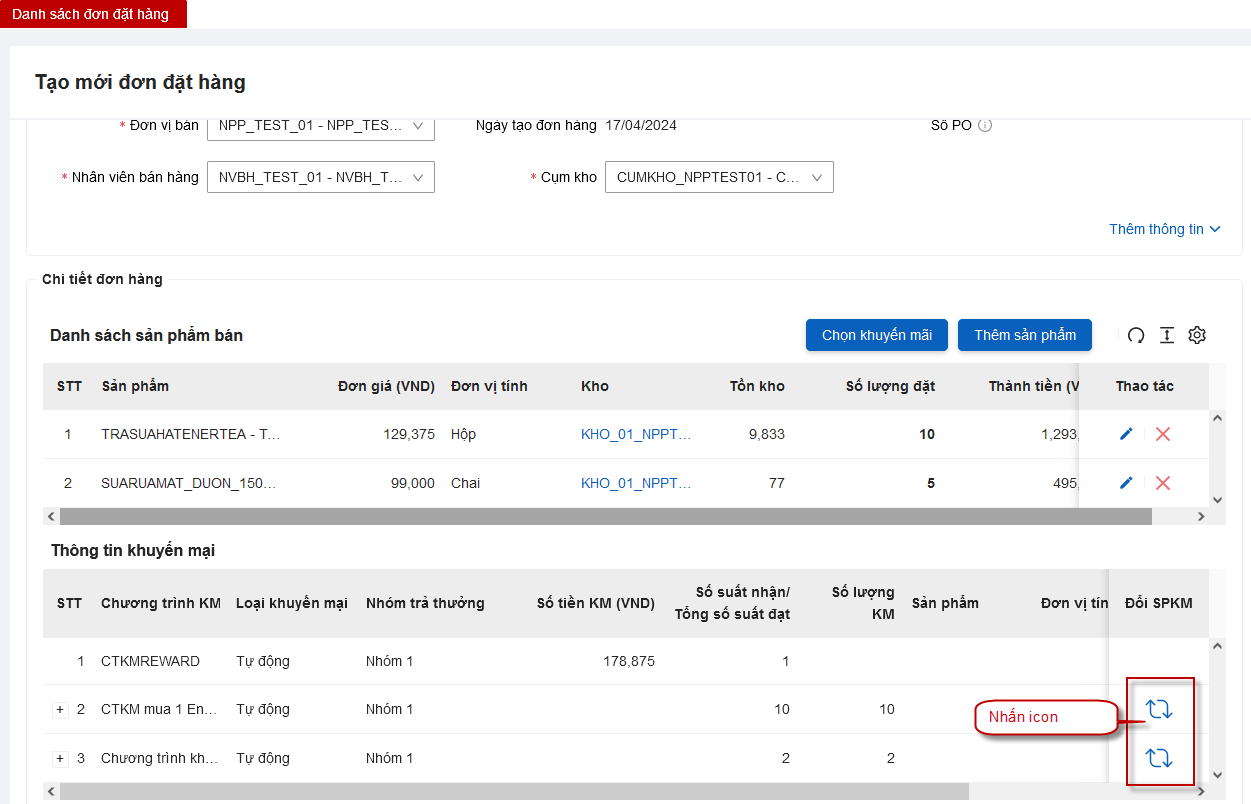 Danh sách đơn đặt hàng
Tạo mới đơn đặt hàng
* Đơn vị bán NPP_TEST_01 - NPP_TES... Ngày tạo đơn hàng 17/04/2024 Số PO
* Nhân viên bán hàng NVBH_TEST_01 - NVBH_T... * Cụm kho CUMKHO_NPPTEST01 - C...
Thêm thông tin
Chi tiết đơn hàng
Danh sách sản phẩm bán Chọn khuyến mãi Thêm sản phẩm
STT Sản phẩm Đơn giá (VND) Đơn vị tính Kho Tồn kho Số lượng đặt Thành tiền (V Thao tác
1 TRASUAHATENERTEA - T... 129,375 Hộp KHO_01_NPPT... 9,833 10 1,293,
2 SUARUAMAT_DUON_150... 99,000 Chai KHO_01_NPPT... 77 5 495,
Thông tin khuyến mại
STT Chương trình KM Loại khuyến mại Nhóm trả thưởng Số tiền KM (VND) Số suất nhận/ Tổng số suất đạt Số lượng KM Sản phẩm Đơn vị tín Đổi SPKM
1 CTKMREWARD Tự động Nhóm 1 178,875 1
+ 2 CTKM mua 1 En... Tự động Nhóm 1 10 10
Nhấn icon
+ 3 Chương trình kh... Tự động Nhóm 1 2 2